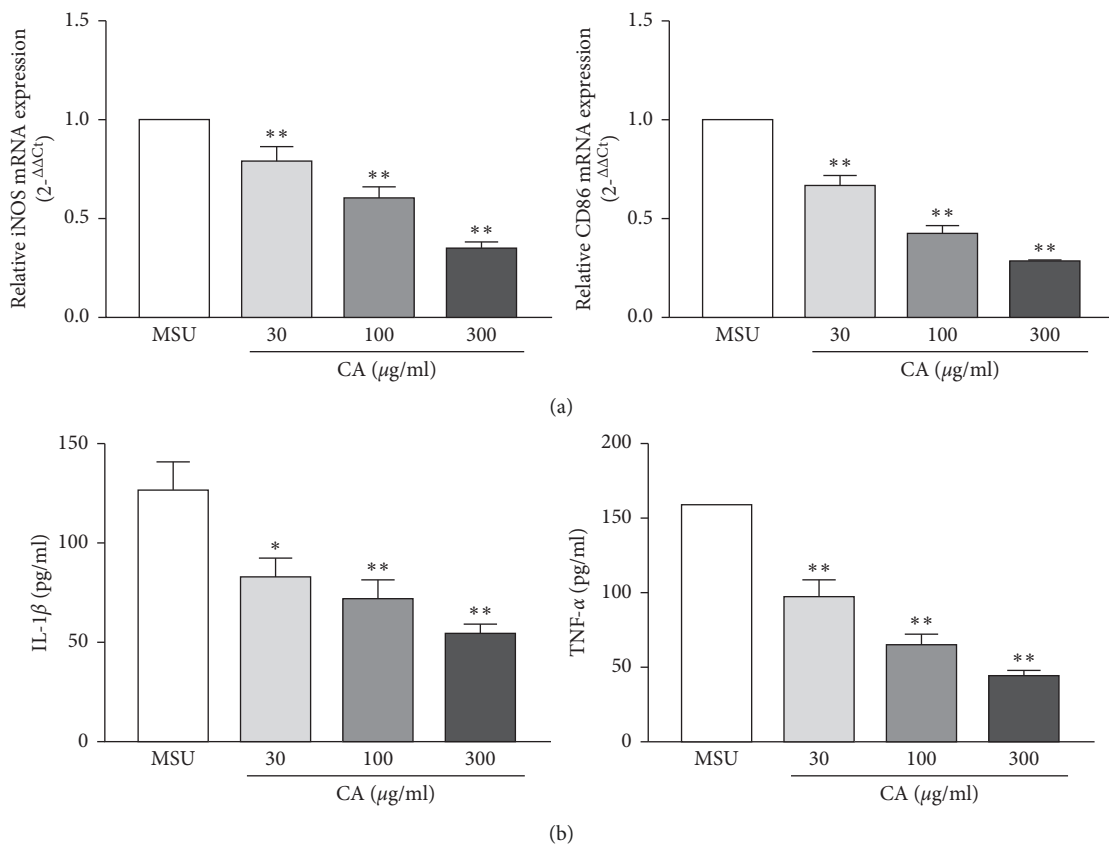 Relative iNOS mRNA expression
(2-ΔΔCt)
1.5
1.0
0.5
0.0
**
**
**
MSU
30
100
300
CA (µg/ml)
Relative CD86 mRNA expression
(2-ΔΔCt)
1.5
1.0
0.5
0.0
**
**
**
MSU
30
100
300
CA (µg/ml)
(a)
IL-1β (pg/ml)
150
100
50
0
*
**
**
MSU
30
100
300
CA (µg/ml)
TNF-α (pg/ml)
200
150
100
50
0
**
**
**
MSU
30
100
300
CA (µg/ml)
(b)